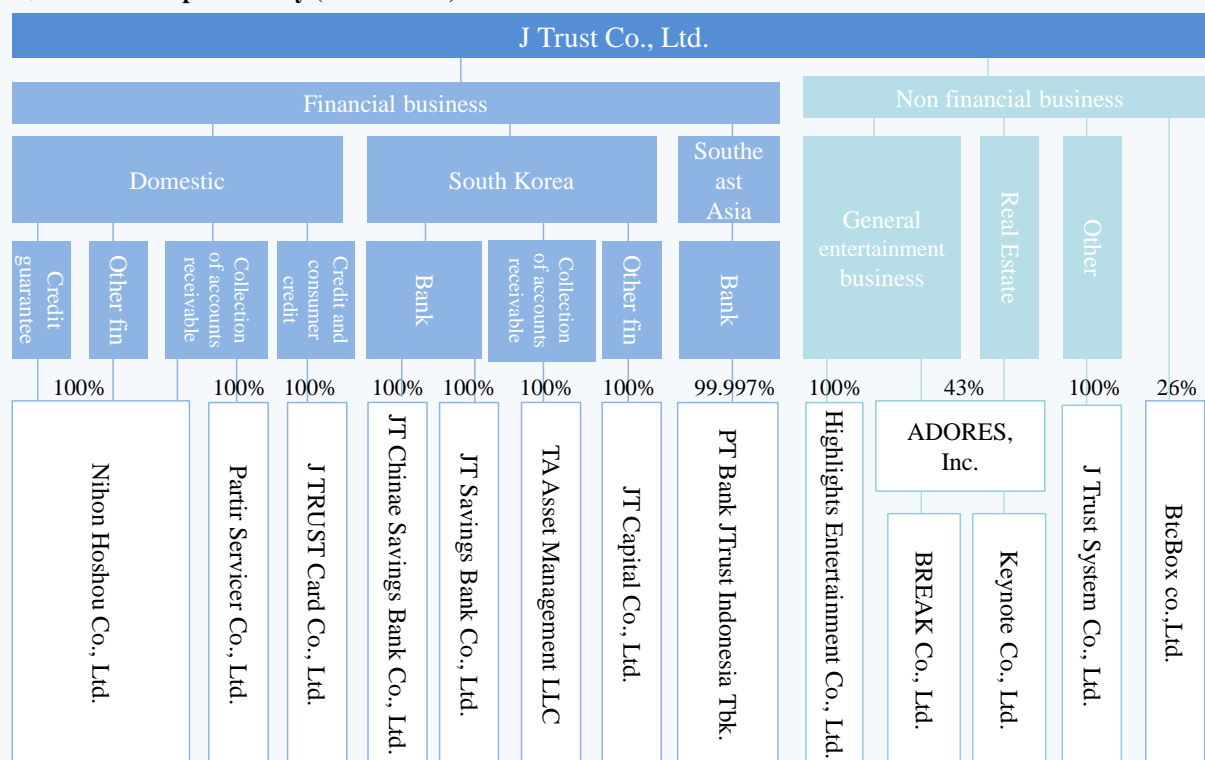 J Trust Co., Ltd.
Financial business
Non financial business
Domestic
South Korea
Southe
ast
Asia
General
entertainment
business
Real Estate
Other
Credit
guarantee
Other fin
Collection
of accounts
receivable
Credit and
consumer
credit
Bank
Collection
of accounts
receivable
Other fin
Bank
100%
100%
100%
100%
100%
100%
100%
99.997%
100%
43%
100%
26%
Nihon Hoshou Co., Ltd.
Partir Servicer Co., Ltd.
J TRUST Card Co., Ltd.
JT Chinae Savings Bank Co., Ltd.
JT Savings Bank Co., Ltd.
TA Asset Management LLC
JT Capital Co., Ltd.
PT Bank JTrust Indonesia Tbk.
Highlights Entertainment Co., Ltd.
ADORES,
Inc.
BREAK Co., Ltd.
Keynote Co., Ltd.
J Trust System Co., Ltd.
BtcBox co.,Ltd.